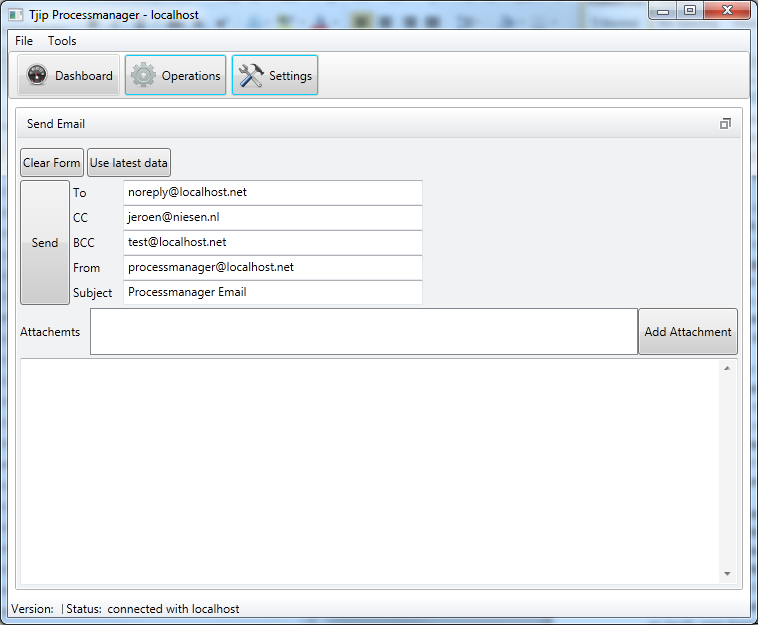 Tjip Processmanager - localhost
File Tools
Dashboard Operations Settings
Send Email
Clear Form Use latest data
Send
To noreply@localhost.net
CC jeroen@niesen.nl
BCC test@localhost.net
From processmanager@localhost.net
Subject Processmanager Email
Attachemts Add Attachment
Version: | Status: connected with localhost